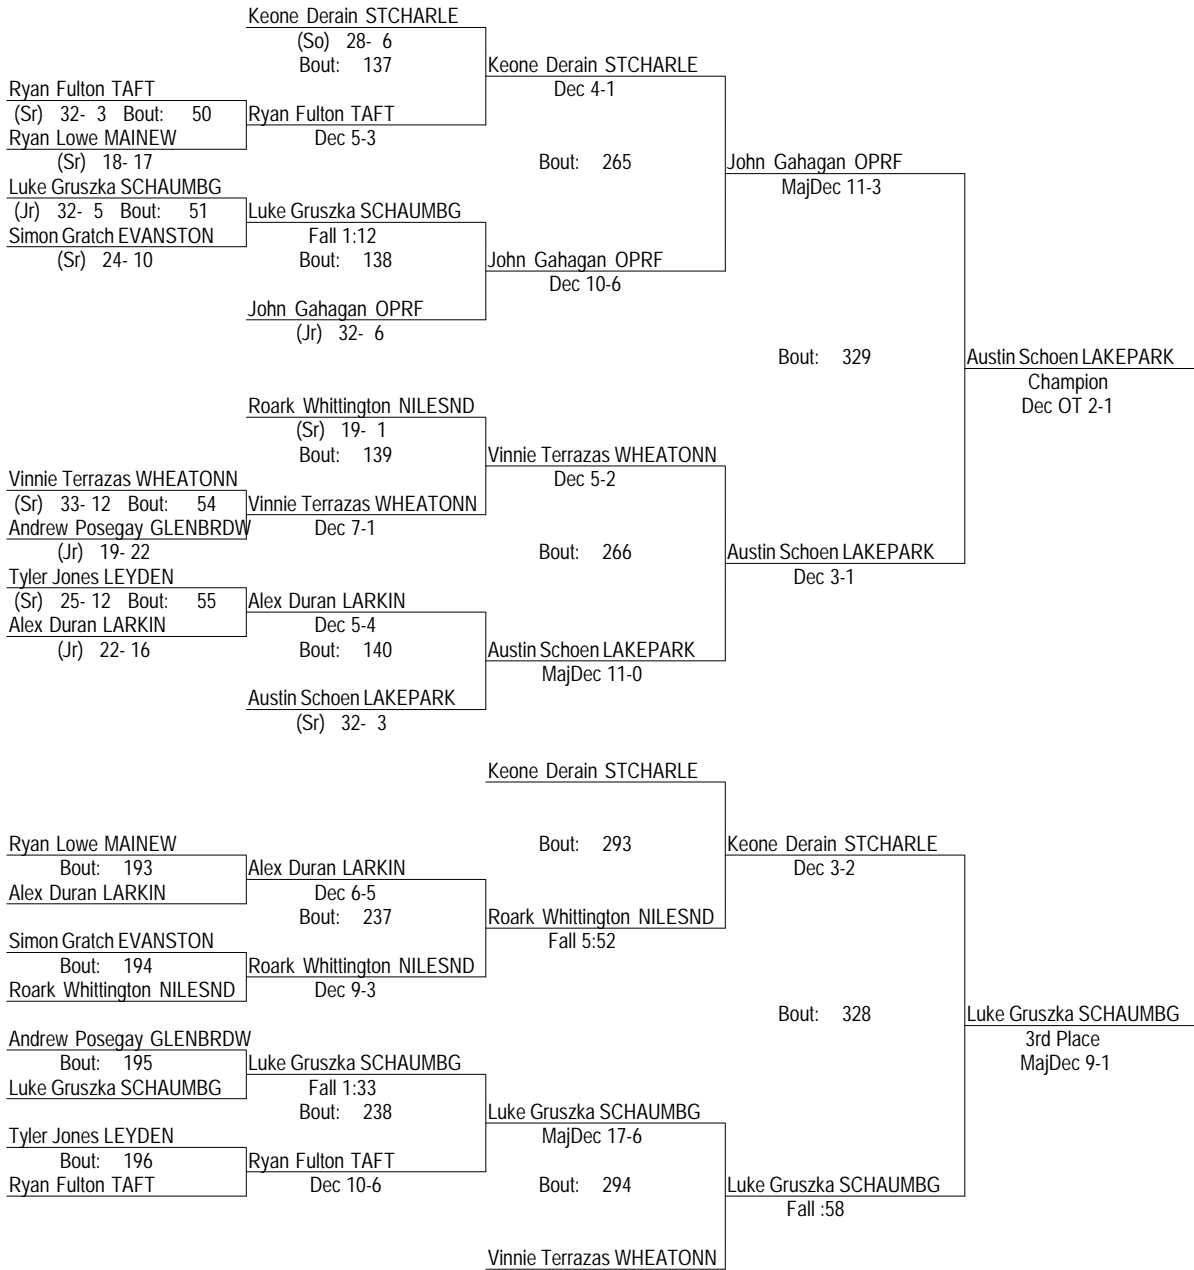 Keone Derain STCHARLE
(So) 28- 6
Bout: 137
Keone Derain STCHARLE
Dec 4-1
Ryan Fulton TAFT
(Sr) 32- 3 Bout: 50
Ryan Fulton TAFT
Ryan Lowe MAINEW
Dec 5-3
(Sr) 18- 17
Bout: 265
John Gahagan OPRF
MajDec 11-3
Luke Gruszka SCHAUMBG
(Jr) 32- 5 Bout: 51
Luke Gruszka SCHAUMBG
Simon Gratch EVANSTON
Fall 1:12
(Sr) 24- 10
Bout: 138
John Gahagan OPRF
Dec 10-6
John Gahagan OPRF
(Jr) 32- 6
Bout: 329
Austin Schoen LAKEPARK
Champion
Dec OT 2-1
Roark Whittington NILESND
(Sr) 19- 1
Bout: 139
Vinnie Terrazas WHEATONN
Dec 5-2
Vinnie Terrazas WHEATONN
(Sr) 33- 12 Bout: 54
Vinnie Terrazas WHEATONN
Andrew Posegay GLENBRDW
Dec 7-1
(Jr) 19- 22
Bout: 266
Austin Schoen LAKEPARK
Dec 3-1
Tyler Jones LEYDEN
(Sr) 25- 12 Bout: 55
Alex Duran LARKIN
Alex Duran LARKIN
Dec 5-4
(Jr) 22- 16
Bout: 140
Austin Schoen LAKEPARK
MajDec 11-0
Austin Schoen LAKEPARK
(Sr) 32- 3
Keone Derain STCHARLE
Bout: 293
Keone Derain STCHARLE
Dec 3-2
Ryan Lowe MAINEW
Bout: 193
Alex Duran LARKIN
Alex Duran LARKIN
Dec 6-5
Bout: 237
Roark Whittington NILESND
Fall 5:52
Simon Gratch EVANSTON
Bout: 194
Roark Whittington NILESND
Roark Whittington NILESND
Dec 9-3
Bout: 328
Luke Gruszka SCHAUMBG
3rd Place
MajDec 9-1
Andrew Posegay GLENBRDW
Bout: 195
Luke Gruszka SCHAUMBG
Luke Gruszka SCHAUMBG
Fall 1:33
Bout: 238
Luke Gruszka SCHAUMBG
MajDec 17-6
Tyler Jones LEYDEN
Bout: 196
Ryan Fulton TAFT
Ryan Fulton TAFT
Dec 10-6
Bout: 294
Luke Gruszka SCHAUMBG
Fall :58
Vinnie Terrazas WHEATONN